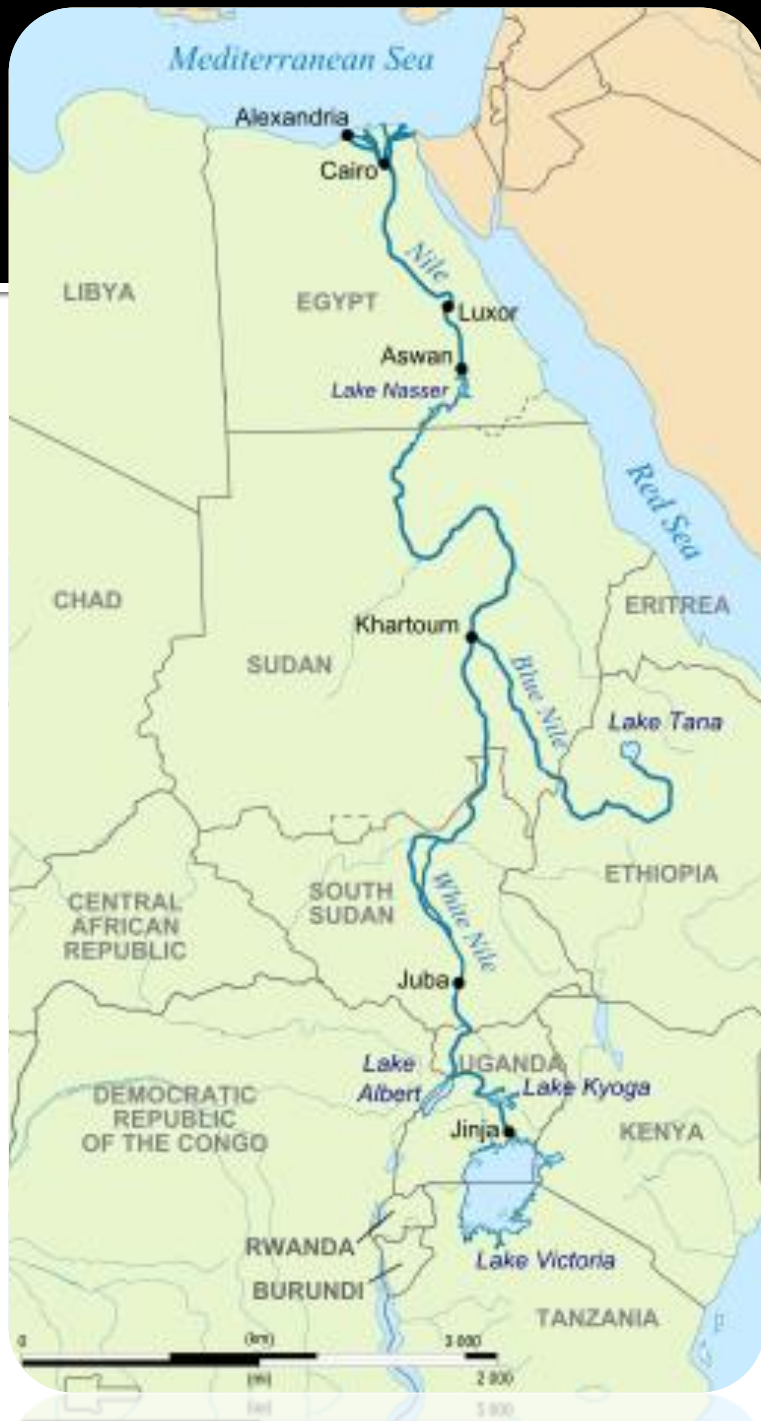 Mediterranean Sea
Alexandria
Cairo
Nile
LIBYA
EGYPT
Luxor
Aswan
Lake Nasser
Red Sea
CHAD
ERITREA
Khartoum
SUDAN
Blue Nile
Lake Tana
ETHIOPIA
CENTRAL
AFRICAN
REPUBLIC
SOUTH
SUDAN
White Nile
Juba
Lake
Albert
UGANDA
Lake Kyoga
DEMOCRATIC
REPUBLIC
OF THE CONGO
Jinja
KENYA
RWANDA
BURUNDI
Lake Victoria
TANZANIA
0 (km) 3 000
(mi) 2 000